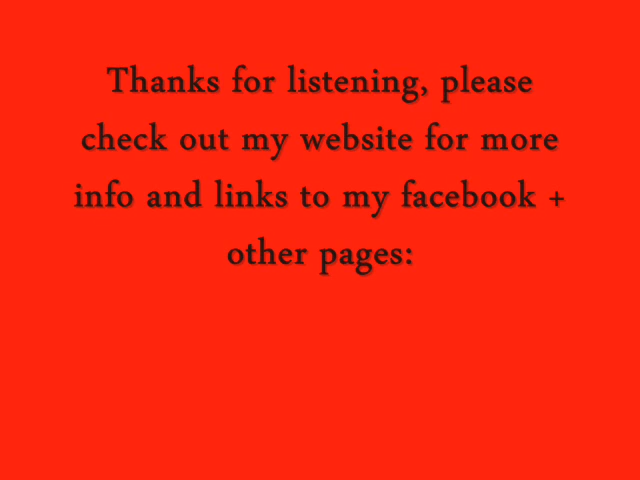 Thanks for listening, please
check out my website for more
info and links to my facebook +
other pages: